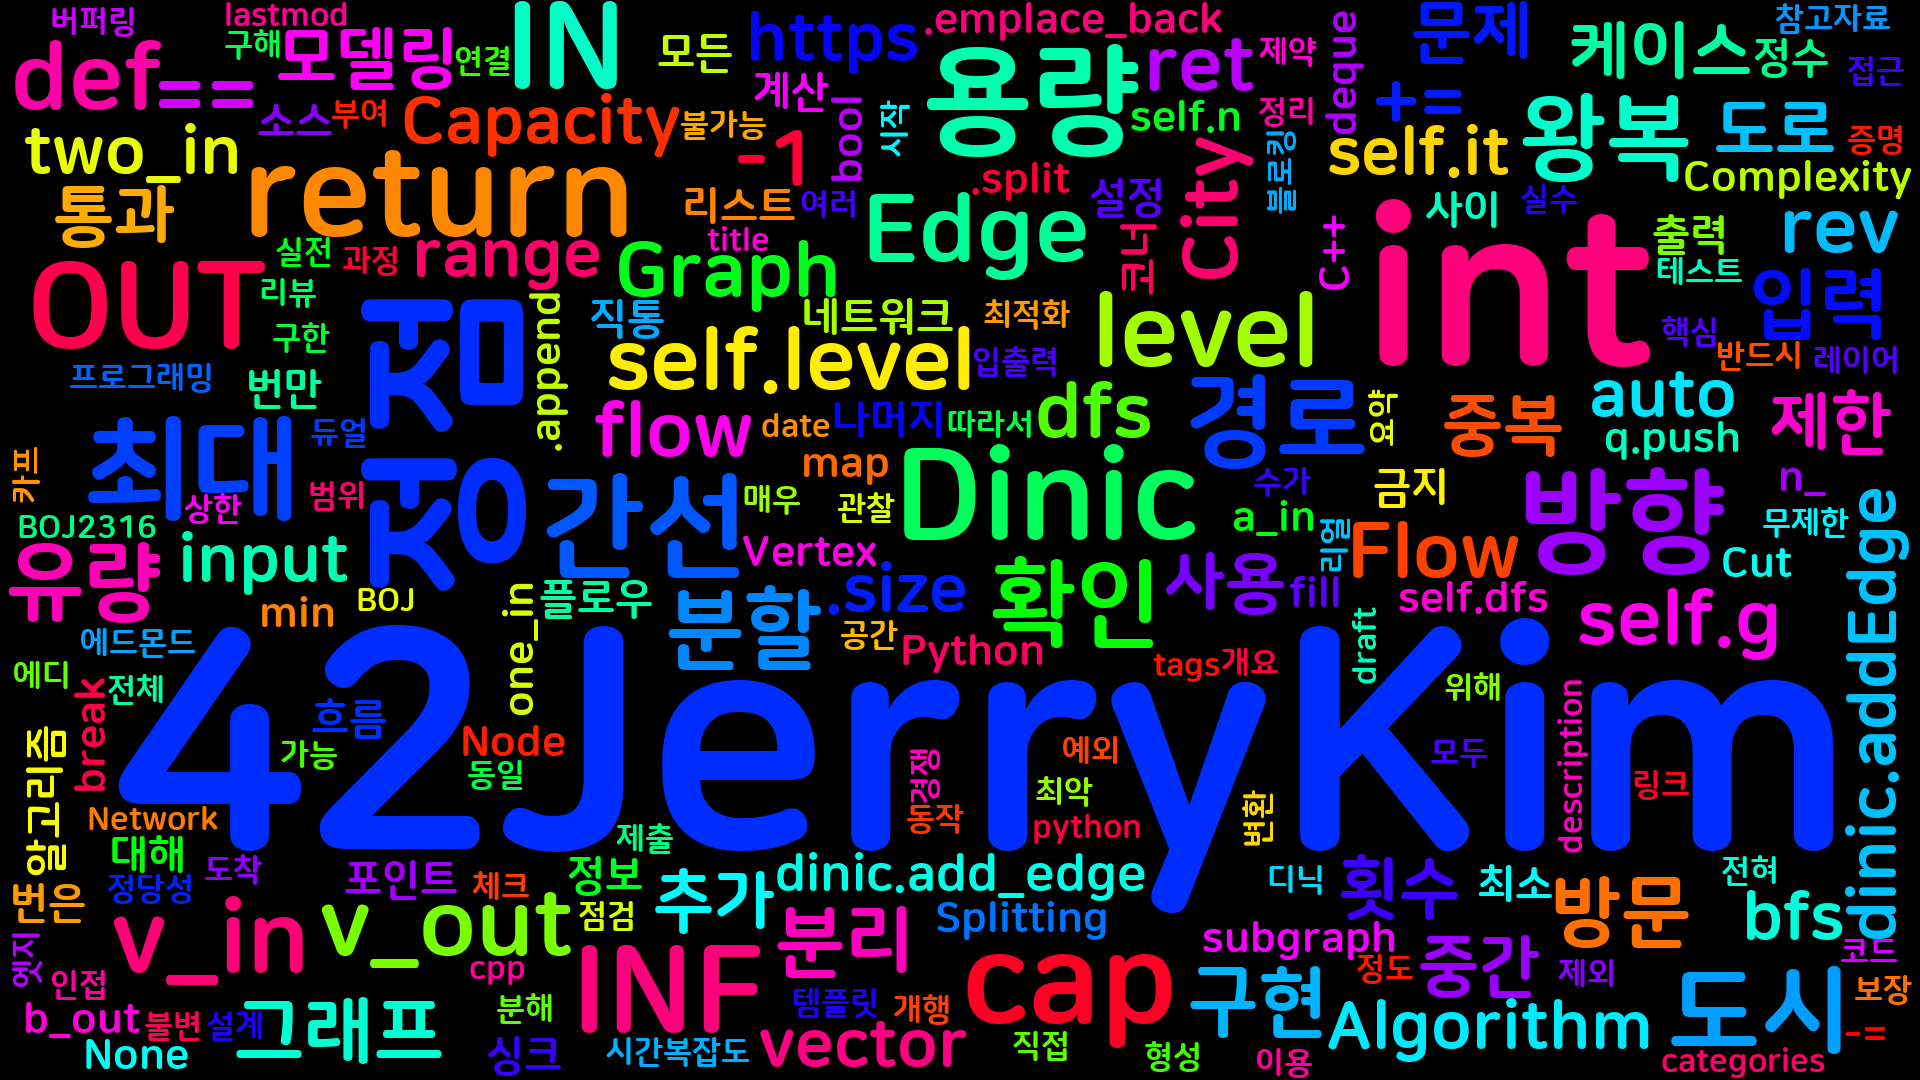 버퍼링
lastmod
IN
https
.emplace_back
deque
문제
케이스
참고자료
def
==
구해
모델링
연결
모든
계산
용량
ret
제약
+=
정수
접근
two_in
소스
부여
Capacity
불가능
-1
bool
시작
self.n
정리
블로킹
self.it
왕복
도로
증명
통과
return
리스트
여러
.split
설정
City
사이
실수
Complexity
title
Edge
코너
C++
int
출력
rev
OUT
실전
과정
range
Graph
테스트
입력
리뷰
구한
조
.append
직통
네트워크
최적화
level
핵심
반드시
레이어
프로그래밍
번만
self.level
입출력
경로
요약
auto
제한
최대
듀얼
flow
date
나머지
따라서
dfs
중복
q.push
카프
상한
범위
주
간선
map
매우
관찰
Dinic
수가
a_in
금지
방향
n_
무제한
BOJ2316
유량
input
Vertex
리얼
Flow
Cut
dinic.addEdge
min
BOJ
one_in
플로우
분할
.size
확인
사용
fill
self.dfs
self.g
에드몬드
공간
Python
tags
개요
draft
에디
전체
break
42JerryKim
흐름
가능
Node
동일
경쟁
예외
위해
모두
description
링크
알고리즘
Network
동작
최악
python
변환
대해
도착
제출
정당성
포인트
체크
정보
dinic.add_edge
디닉
횟수
최소
전혀
번은
v_in
v_out
점검
추가
분리
Splitting
방문
bfs
엣지
인접
cpp
INF
cap
subgraph
정도
중간
제외
코드
b_out
불변
설계
그래프
분해
템플릿
개행
구현
도시
보장
None
싱크
시간복잡도
vector
직접
형성
이용
Algorithm
-=
categories